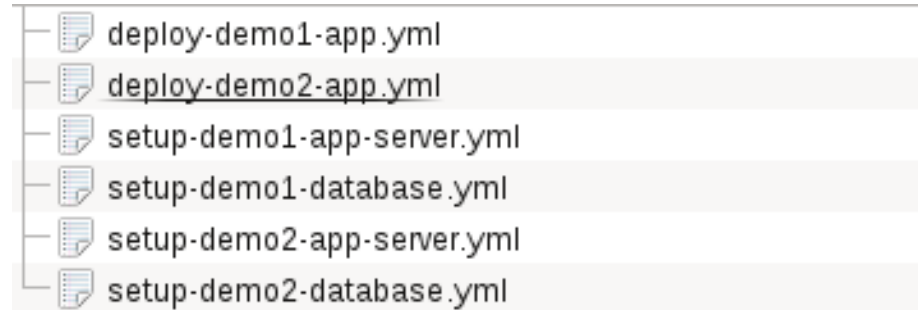 deploy-demo1-app.yml
deploy-demo2-app.yml
setup-demo1-app-server.yml
setup-demo1-database.yml
setup-demo2-app-server.yml
setup-demo2-database.yml